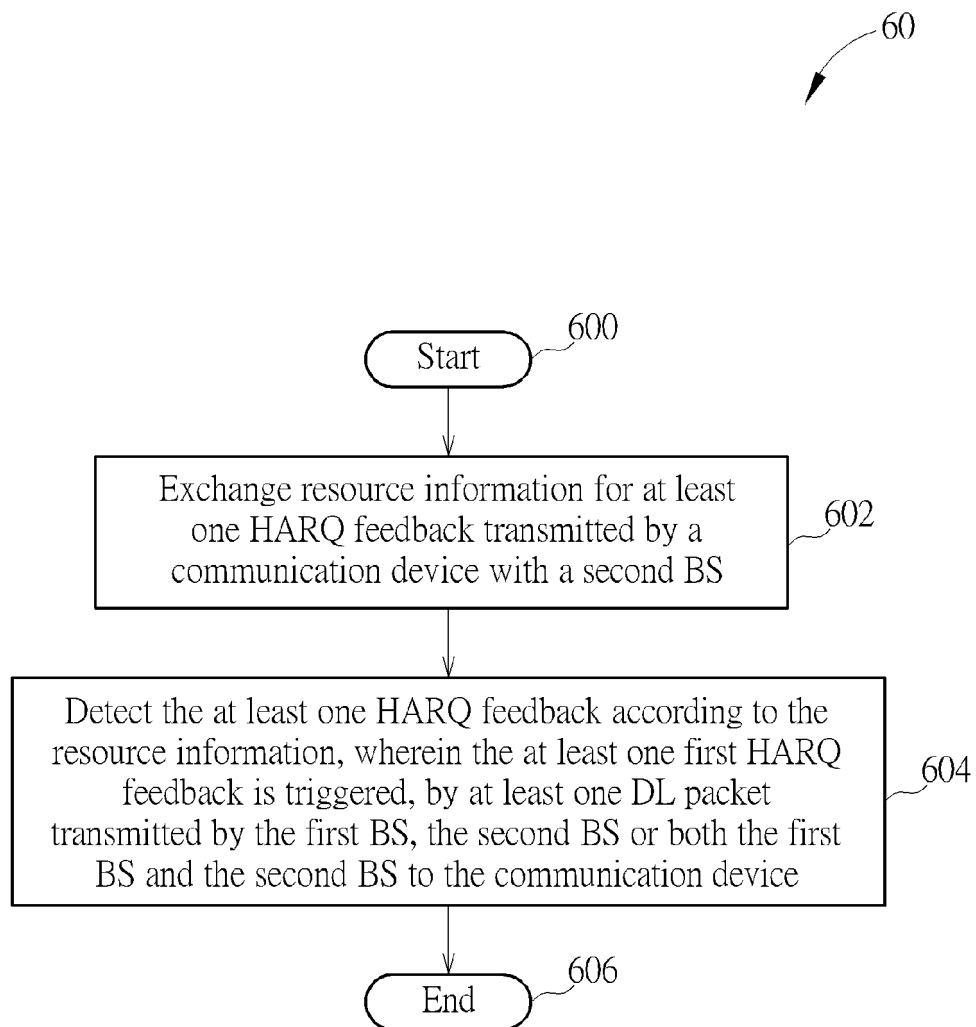 60
Start
600
Exchange resource information for at least
one HARQ feedback transmitted by a
communication device with a second BS
602
Detect the at least one HARQ feedback according to the
resource information, wherein the at least one first HARQ
feedback is triggered, by at least one DL packet
transmitted by the first BS, the second BS or both the first
BS and the second BS to the communication device
604
End
606